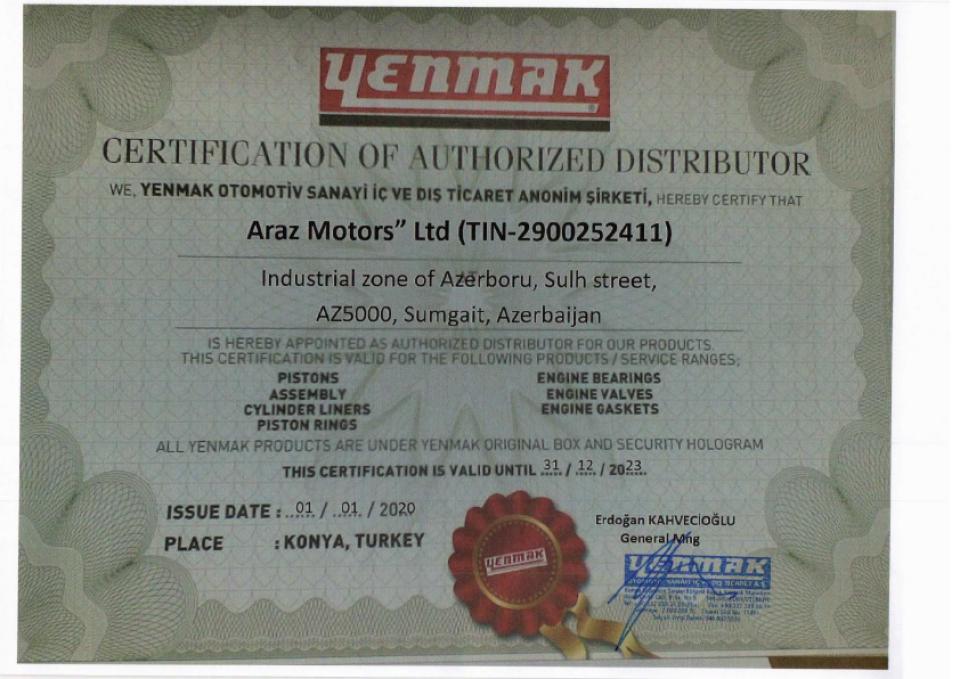 YENMAK
CERTIFICATION OF AUTHORIZED DISTRIBUTOR
WE, YENMAK OTOMOTİV SANAYİ İÇ VE DIŞ TİCARET ANONİM ŞİRKETİ, HEREBY CERTIFY THAT
Araz Motors” Ltd (TIN-2900252411)
Industrial zone of Azerboru, Sulh street,
AZ5000, Sumgait, Azerbaijan
IS HEREBY APPOINTED AS AUTHORIZED DISTRIBUTOR FOR OUR PRODUCTS.
THIS CERTIFICATION IS VALID FOR THE FOLLOWING PRODUCTS / SERVICE RANGES;
PISTONS
ASSEMBLY
CYLINDER LINERS
PISTON RINGS
ENGINE BEARINGS
ENGINE VALVES
ENGINE GASKETS
ALL YENMAK PRODUCTS ARE UNDER YENMAK ORIGINAL BOX AND SECURITY HOLOGRAM
THIS CERTIFICATION IS VALID UNTIL 31 / 12 / 2023.
ISSUE DATE : 01 / 01 / 2020
PLACE : KONYA, TURKEY
YENMAK
Erdoğan KAHVECİOĞLU
General Mng
YENMAK